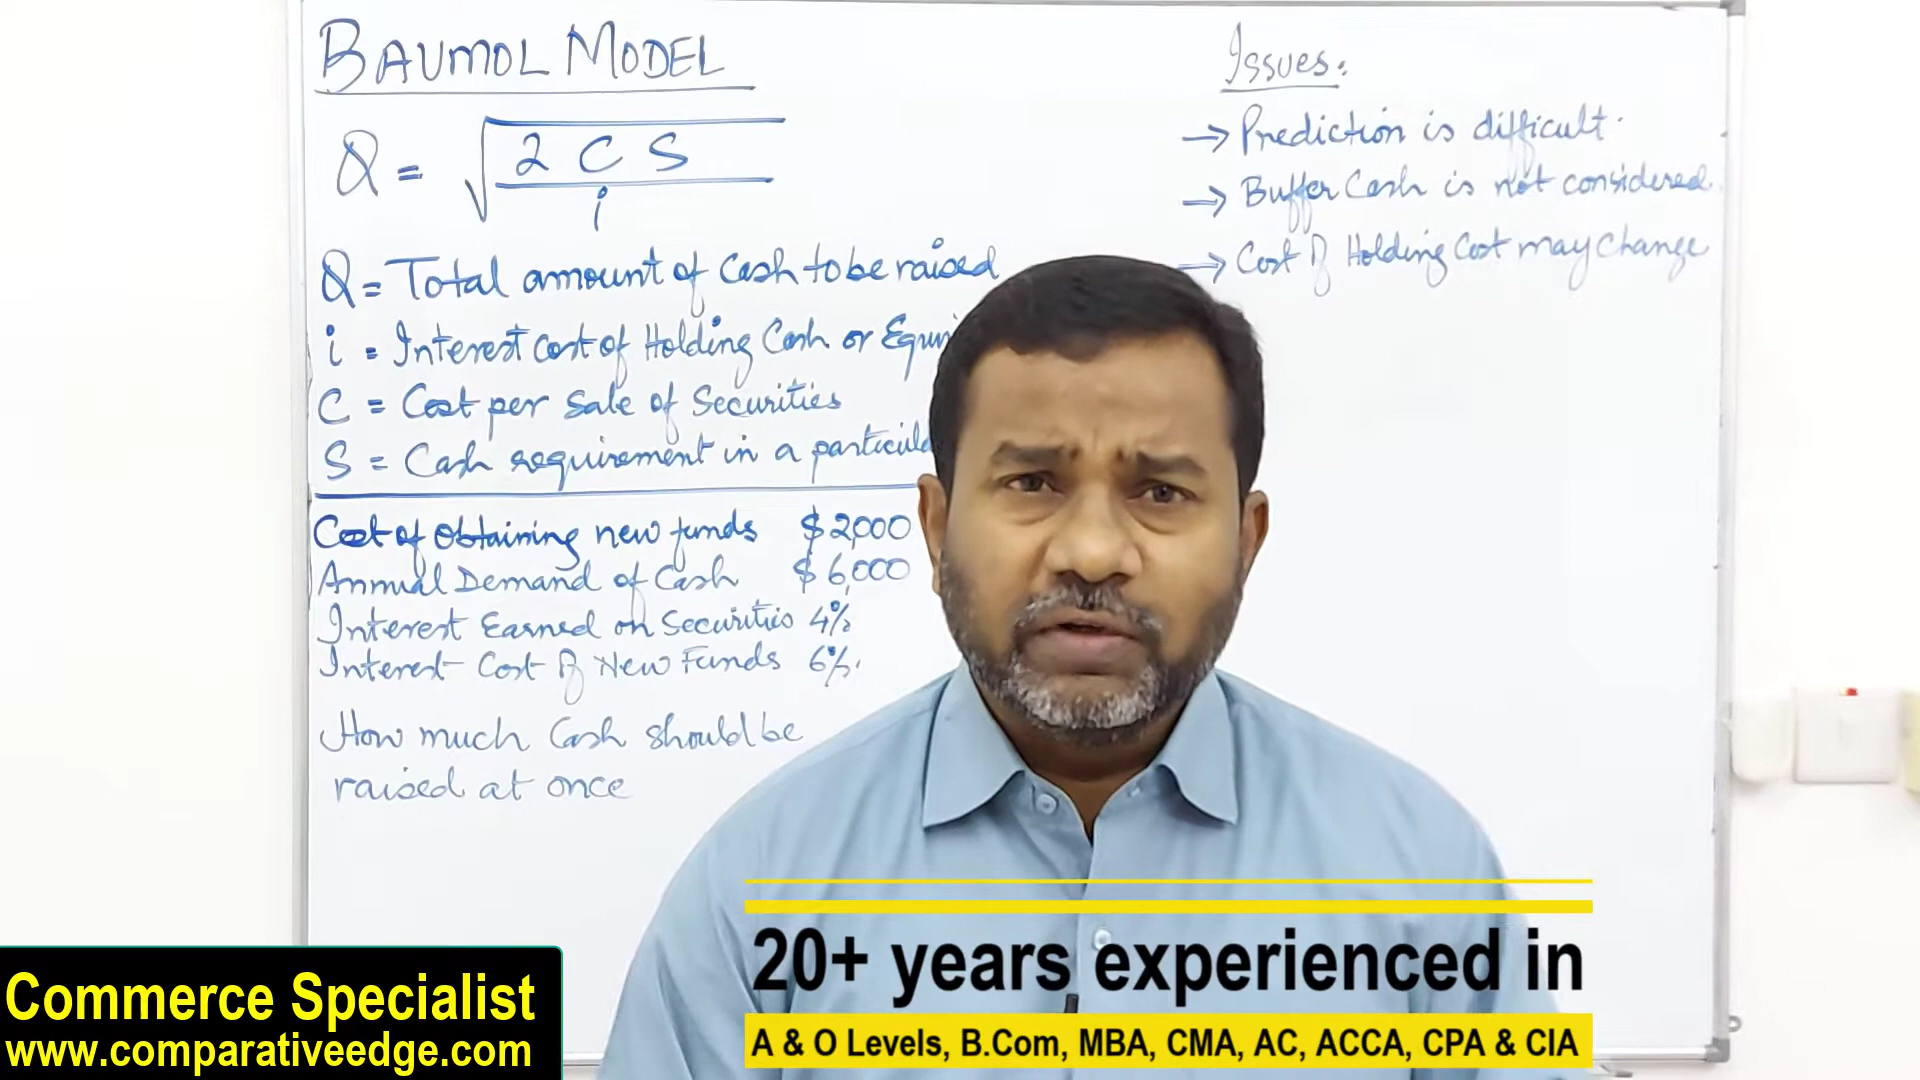 BAUMOL MODEL
Q = √ 2 C S
i
Q = Total amount of Cash to be raised
i = Interest cost of Holding Cash or
C = Cost per sale of Securities
S = Cash requirement in a
Cost of obtaining new funds $2,000
Annual Demand of Cash $6,000
Interest Earned on Securities 4%
Interest Cost of New Funds 6%.
How much Cash should be
raised at once
Issues:
→ Prediction is difficult.
→ Buffer Cash is not considered
→ Cost of Holding Cost may change
20+ years experienced in
A & O Levels, B.Com, MBA, CMA, AC, ACCA, CPA & CIA
Commerce Specialist
www.comparativeedge.com